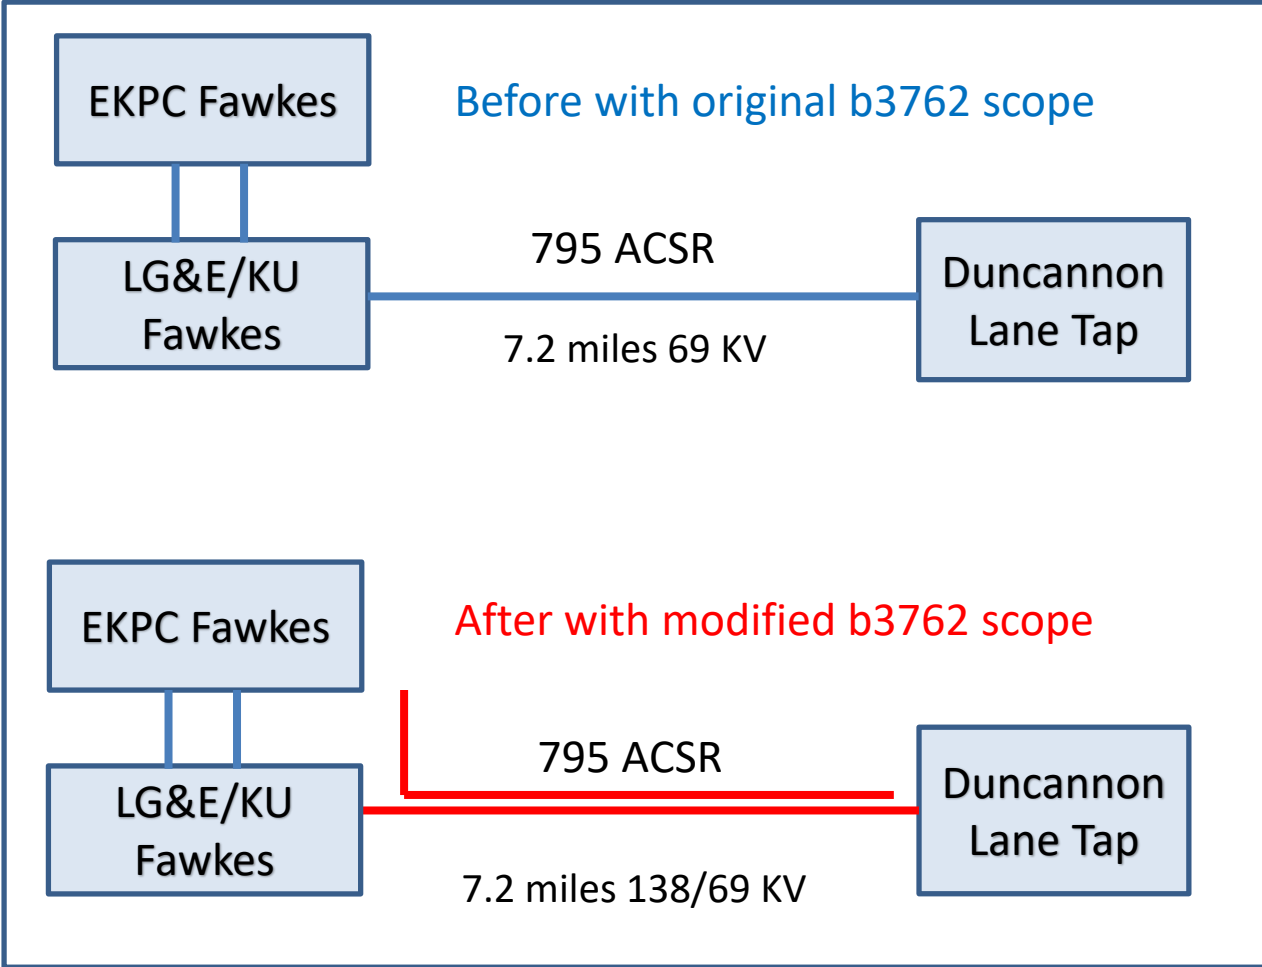 EKPC Fawkes
Before with original b3762 scope
795 ACSR
LG&E/KU
Fawkes
Duncannon
Lane Tap
7.2 miles 69 KV
EKPC Fawkes
After with modified b3762 scope
795 ACSR
LG&E/KU
Fawkes
Duncannon
Lane Tap
7.2 miles 138/69 KV